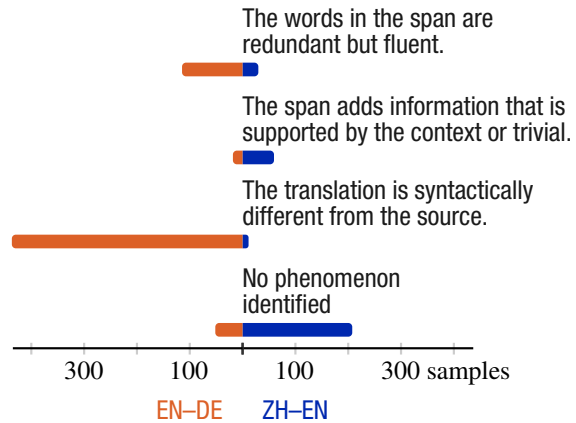 The words in the span are
redundant but fluent.
The span adds information that is
supported by the context or trivial.
The translation is syntactically
different from the source.
No phenomenon
identified
300 100 100 300 samples
EN–DE ZH–EN